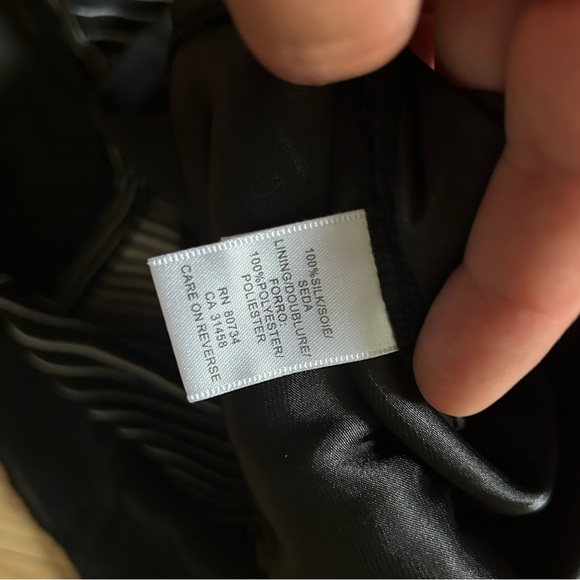 100%SILK/SOIE/
SEDA
LINING/DOUBLURE/
FORRO:
100%POLYESTER/
POLIESTER
RN 80734
CA 31458
CARE ON REVERSE